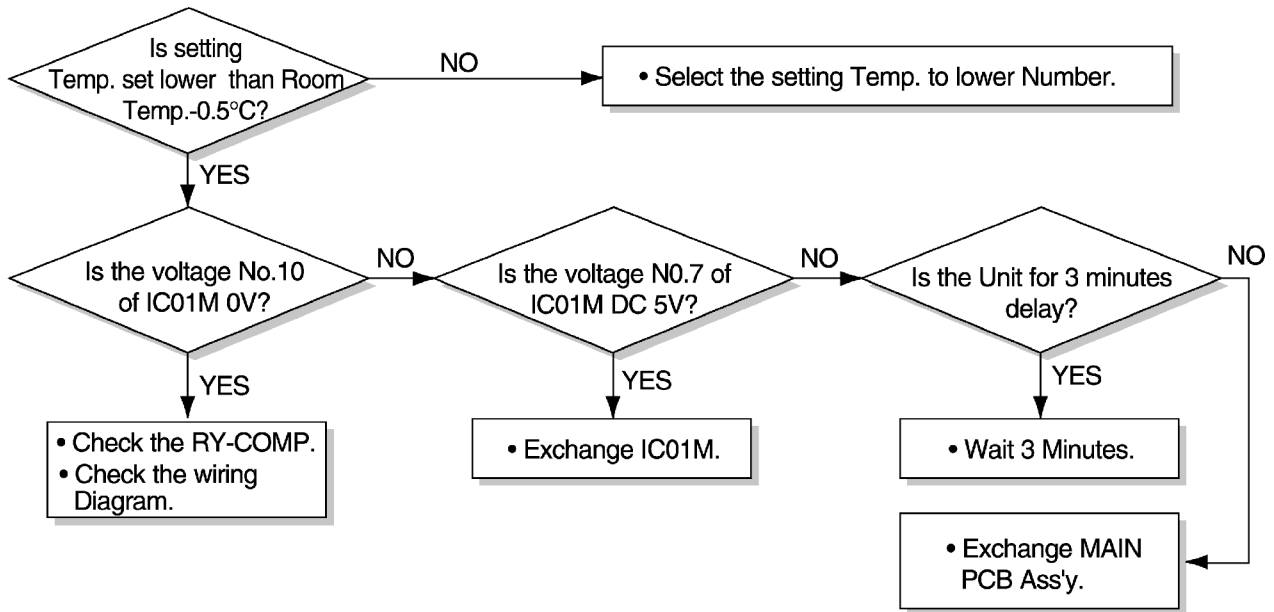 Is setting
Temp. set lower than Room
Temp.-0.5°C?
NO
• Select the setting Temp. to lower Number.
YES
Is the voltage No.10
of IC01M 0V?
NO
Is the voltage N0.7 of
IC01M DC 5V?
NO
Is the Unit for 3 minutes
delay?
NO
YES
• Check the RY-COMP.
• Check the wiring
Diagram.
YES
• Exchange IC01M.
YES
• Wait 3 Minutes.
• Exchange MAIN
PCB Ass'y.